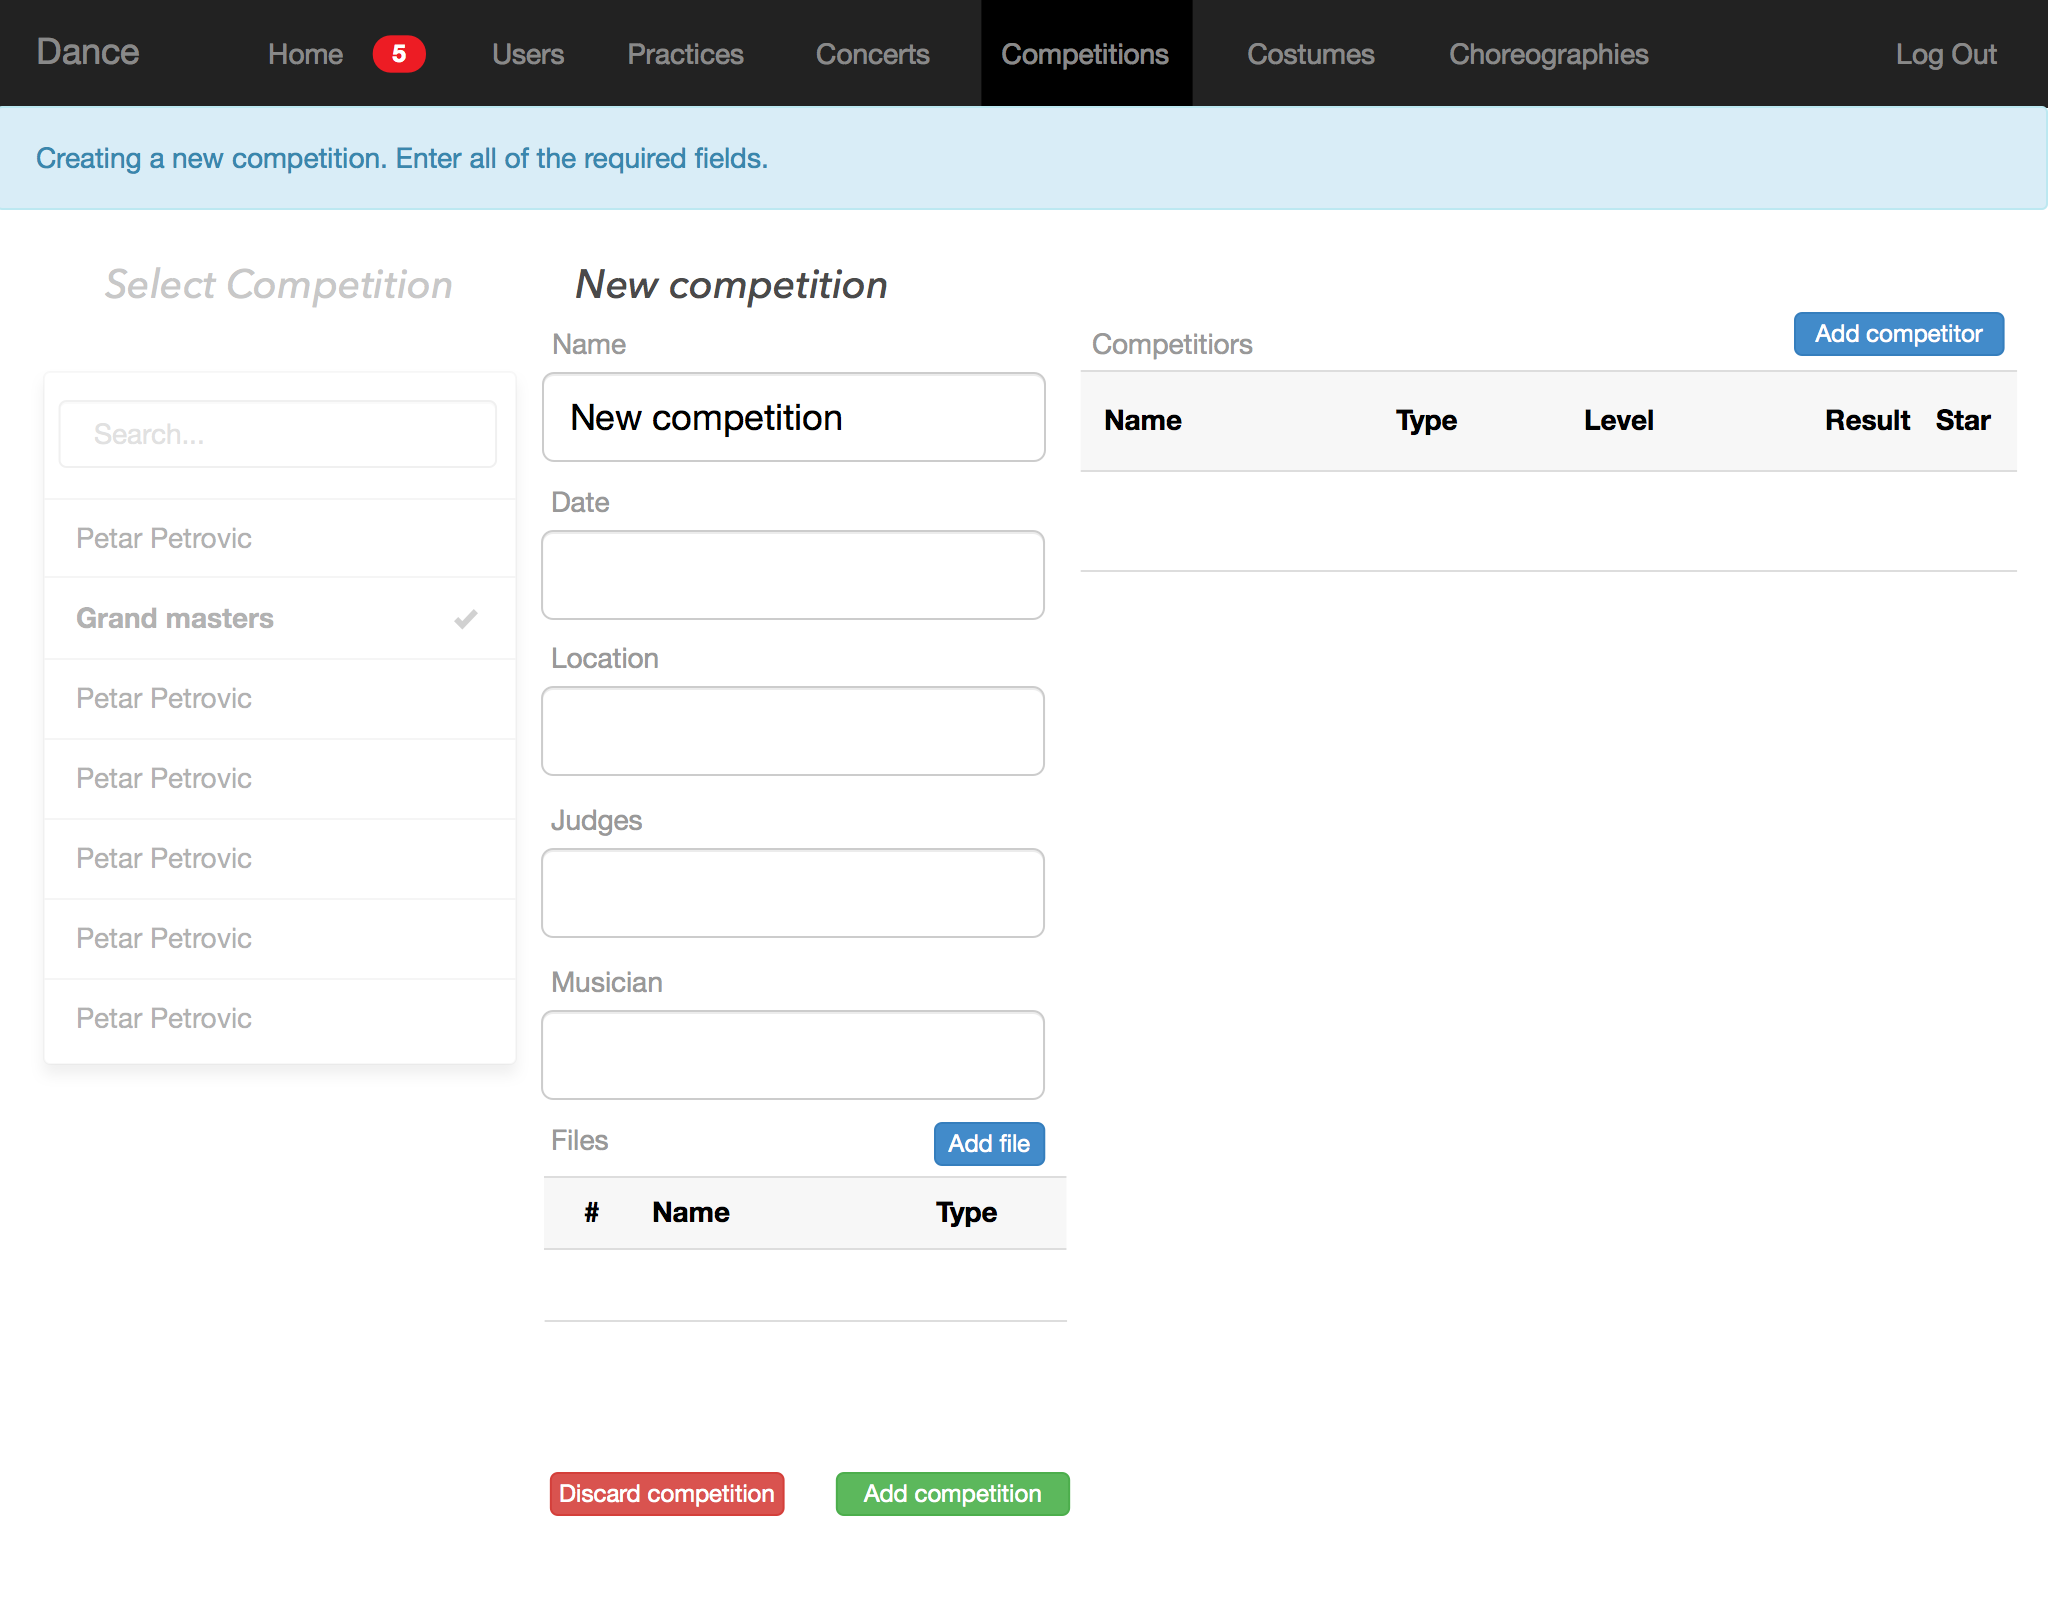 Dance Home 5 Users Practices Concerts Competitions Costumes Choreographies Log Out
Creating a new competition. Enter all of the required fields.
Select Competition
Search...
Petar Petrovic
Grand masters
Petar Petrovic
Petar Petrovic
Petar Petrovic
Petar Petrovic
Petar Petrovic
New competition
Name
New competition
Date
Location
Judges
Musician
Files Add file
# Name Type
Discard competition Add competition
Competitiors Add competitor
Name Type Level Result Star